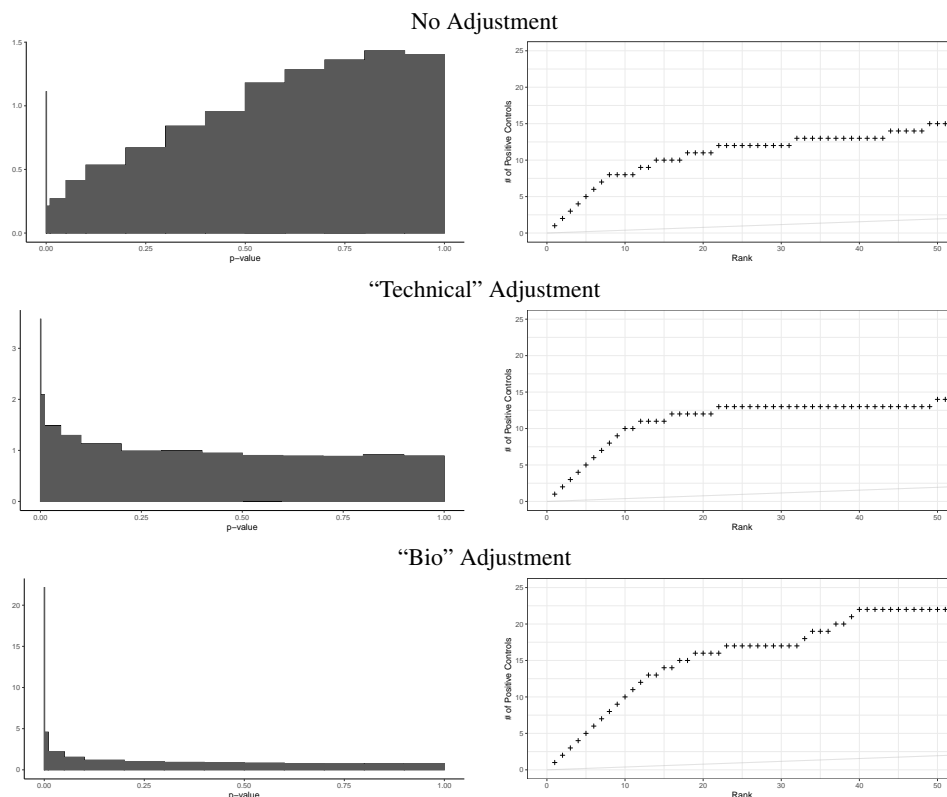 No Adjustment
1.5
1.0
0.5
0.0
0.00 0.25 0.50 0.75 1.00
p−value
# of Positive Controls
25
20
15
10
5
0
0 10 20 30 40 50
Rank
“Technical” Adjustment
3
2
1
0
0.00 0.25 0.50 0.75 1.00
p−value
# of Positive Controls
25
20
15
10
5
0
0 10 20 30 40 50
Rank
“Bio” Adjustment
20
15
10
5
0
0.00 0.25 0.50 0.75 1.00
p−value
# of Positive Controls
25
20
15
10
5
0
0 10 20 30 40 50
Rank